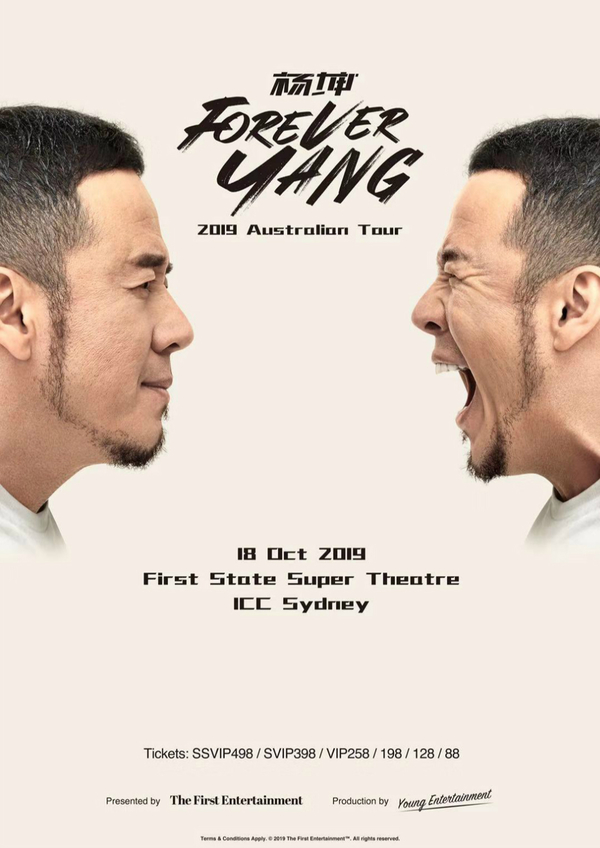 杨坤
FOREVER
YANG
2019 Australian Tour
18 Oct 2019
First State Super Theatre
ICC Sydney
Tickets: SSVIP498 / SVIP398 / VIP258 / 198 / 128 / 88
Presented by The First Entertainment Production by Young Entertainment
Terms & Conditions Apply. © 2019 The First Entertainment™. All rights reserved.